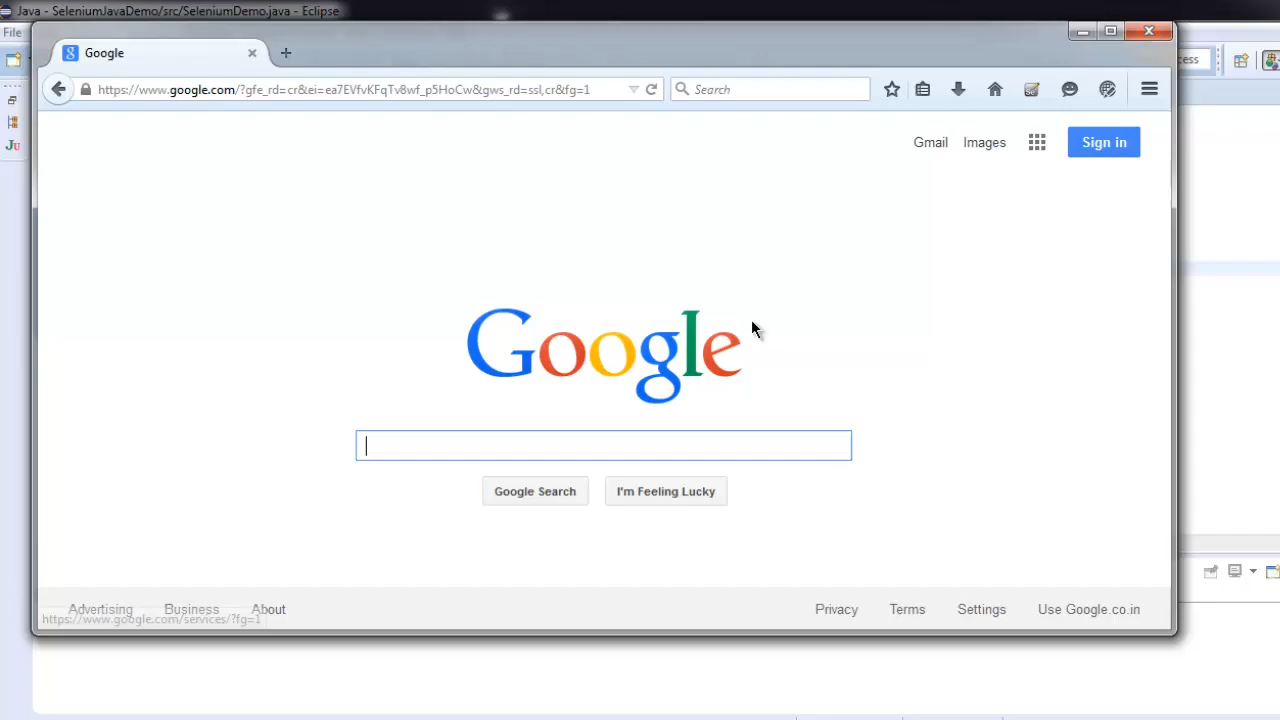 Java - SeleniumJavaDemo/src/SeleniumDemo.java - Eclipse
File
Google
https://www.google.com/?gfe_rd=cr&ei=ea7EVfvKFqTv8wf_p5HoCw&gws_rd=ssl,cr&fg=1
Search
cess
Ju
Gmail Images Sign in
Google
Google Search I'm Feeling Lucky
Advertising Business About Privacy Terms Settings Use Google.co.in
https://www.google.com/services/?fg=1